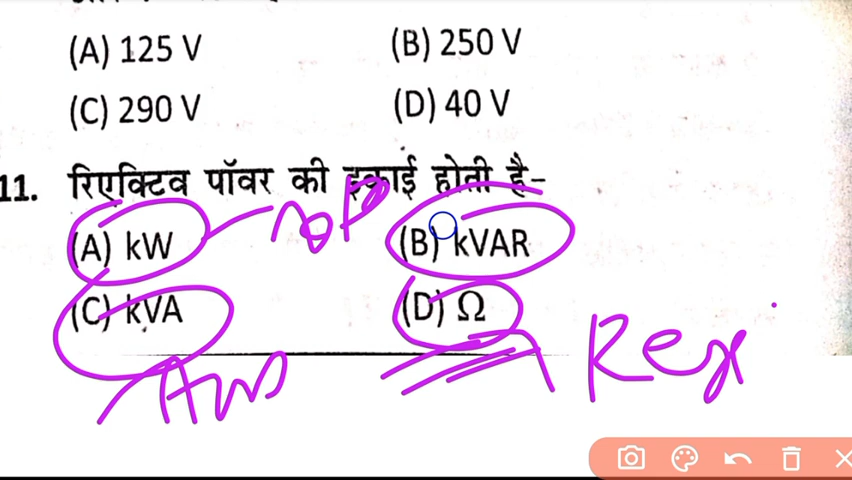 (A) 125 V (B) 250 V
(C) 290 V (D) 40 V
11. रिएक्टिव पॉवर की इकाई होती है-
(A) kW (B) kVAR
(C) kVA (D) Ω